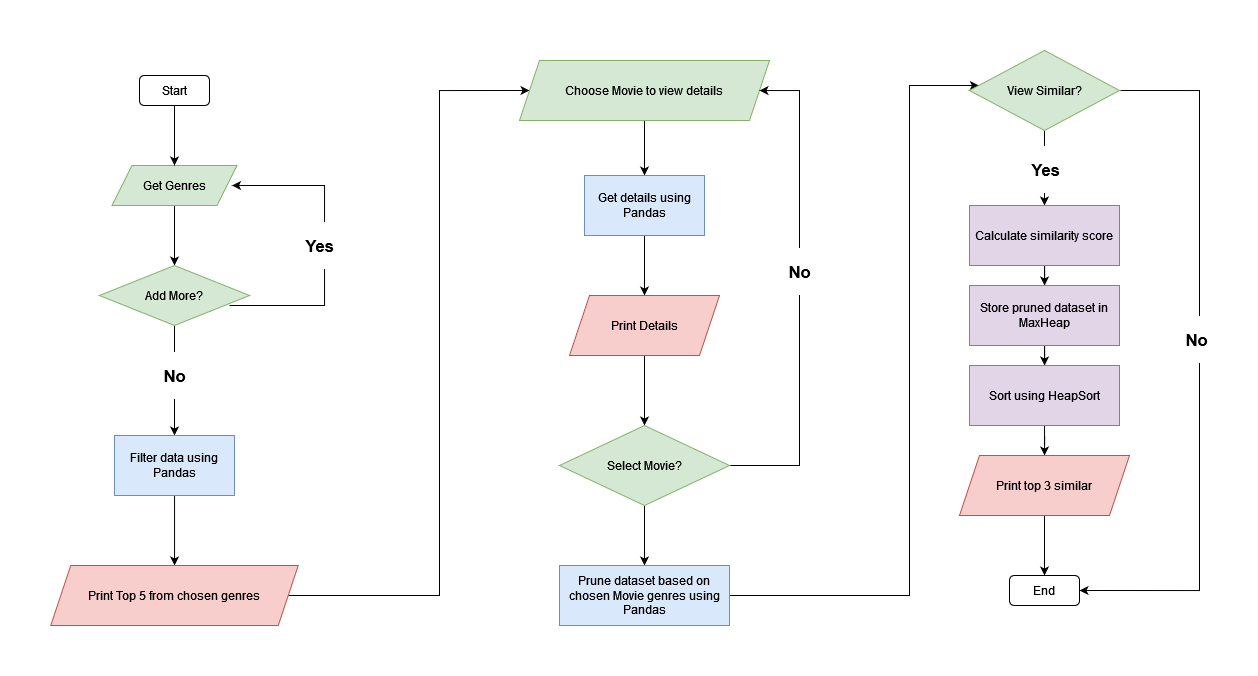 Start
Get Genres
Yes
Add More?
No
Filter data using
Pandas
Print Top 5 from chosen genres
Choose Movie to view details
Get details using
Pandas
No
Print Details
Select Movie?
Prune dataset based on
chosen Movie genres using
Pandas
View Similar?
Yes
Calculate similarity score
Store pruned dataset in
MaxHeap
No
Sort using HeapSort
Print top 3 similar
End